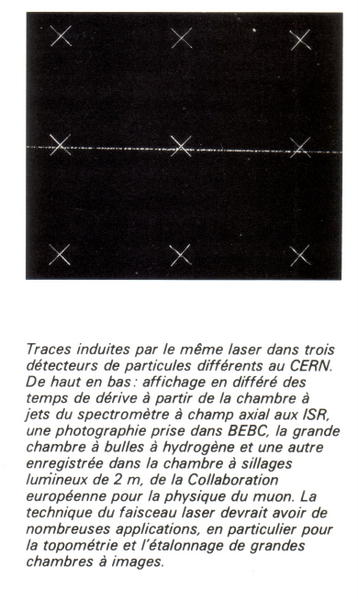 Traces induites par le même laser dans trois
détecteurs de particules différents au CERN.
De haut en bas: affichage en différé des
temps de dérive à partir de la chambre à
jets du spectromètre à champ axial aux ISR,
une photographie prise dans BEBC, la grande
chambre à bulles à hydrogène et une autre
enregistrée dans la chambre à sillages
lumineux de 2 m, de la Collaboration
européenne pour la physique du muon. La
technique du faisceau laser devrait avoir de
nombreuses applications, en particulier pour
la topométrie et l'étalonnage de grandes
chambres à images.